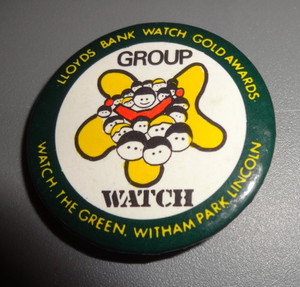 LLOYDS BANK WATCH GOLD AWARDS.
GROUP
WATCH
WATCH, THE GREEN, WITHAM PARK, LINCOLN